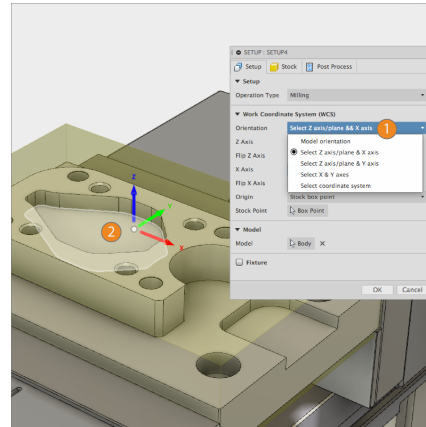 SETUP : SETUP4
Setup Stock Post Process
Setup
Operation Type Milling
Work Coordinate System (WCS)
Orientation Select Z axis/plane && X axis 1
Z Axis Model orientation
Flip Z Axis Select Z axis/plane & X axis
X Axis Select Z axis/plane & Y axis
Flip X Axis Select X & Y axes
Select coordinate system
Origin Stock box point
Stock Point Box Point
Model
Model Body
Fixture
OK Cancel
Z
Y
2
X